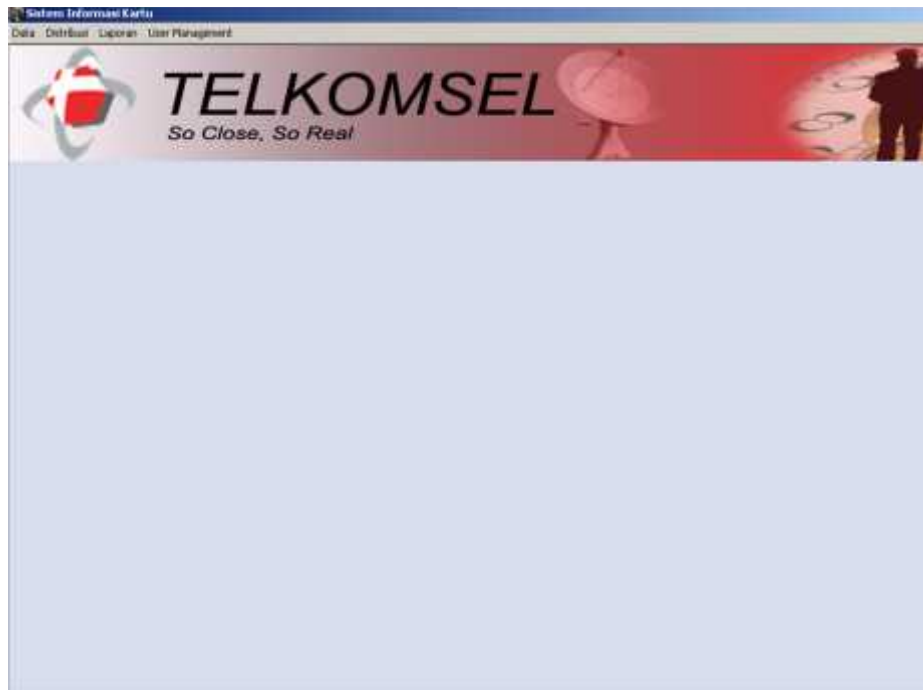 Sistem Informasi Kartu
Data Distribusi Laporan User Management
TELKOMSEL
So Close, So Real